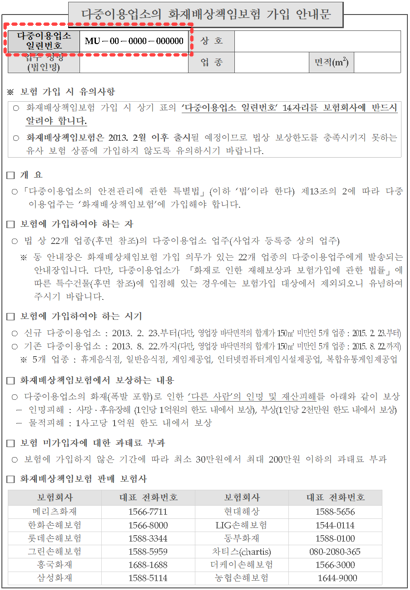 다중이용업소의 화재배상책임보험 가입 안내문
다중이용업소
일련번호
MU-00-0000-000000
상 호
(법인명)
업 종
면적(㎡)
※ 보험 가입 시 유의사항
○ 화재배상책임보험 가입 시 상기 표의 '다중이용업소 일련번호' 14자리를 보험회사에 반드시
알려야 합니다.
○ 화재배상책임보험은 2013. 2월 이후 출시될 예정이므로 법상 보상한도를 충족시키지 못하는
유사 보험 상품에 가입하지 않도록 유의하시기 바랍니다.
□ 개 요
○「다중이용업소의 안전관리에 관한 특별법」(이하 '법'이라 한다) 제13조의 2에 따라 다중
이용업주는 '화재배상책임보험'에 가입해야 합니다.
□ 보험에 가입하여야 하는 자
○ 법 상 22개 업종(후면 참조)의 다중이용업소 업주(사업자 등록증 상의 업주)
※ 동 안내장은 화재배상책임보험 가입 의무가 있는 22개 업종의 다중이용업주에게 발송되는
안내장입니다. 다만, 다중이용업소가 「화재로 인한 재해보상과 보험가입에 관한 법률」에
따른 특수건물(후면 참조)에 입점해 있는 경우에는 보험가입 대상에서 제외되오니 유념하여
주시기 바랍니다.
□ 보험에 가입하여야 하는 시기
○ 신규 다중이용업소 : 2013. 2. 23.부터(다만, 영업장 바닥면적의 합계가 150㎡ 미만인 5개 업종 : 2015. 2. 23.부터)
○ 기존 다중이용업소 : 2013. 8. 22.까지(다만, 영업장 바닥면적의 합계가 150㎡ 미만인 5개 업종 : 2015. 8. 22.까지)
※ 5개 업종 : 휴게음식점, 일반음식점, 게임제공업, 인터넷컴퓨터게임시설제공업, 복합유통게임제공업
□ 화재배상책임보험에서 보상하는 내용
○ 다중이용업소의 화재(폭발 포함)로 인한 '다른 사람'의 인명 및 재산피해를 아래와 같이 보상
- 인명피해 : 사망·후유장해 (1인당 1억원의 한도 내에서 보상), 부상(1인당 2천만원 한도 내에서 보상)
- 물적피해 : 1사고당 1억원 한도 내에서 보상
□ 보험 미가입자에 대한 과태료 부과
○ 보험에 가입하지 않은 기간에 따라 최소 30만원에서 최대 200만원 이하의 과태료 부과
□ 화재배상책임보험 판매 보험사
보험회사 대표 전화번호 보험회사 대표 전화번호
메리츠화재 1566-7711 현대해상 1588-5656
한화손해보험 1566-8000 LIG손해보험 1544-0114
롯데손해보험 1588-3344 동부화재 1588-0100
그린손해보험 1588-5959 차티스(chartis) 080-2080-365
흥국화재 1688-1688 더케이손해보험 1566-3000
삼성화재 1588-5114 농협손해보험 1644-9000